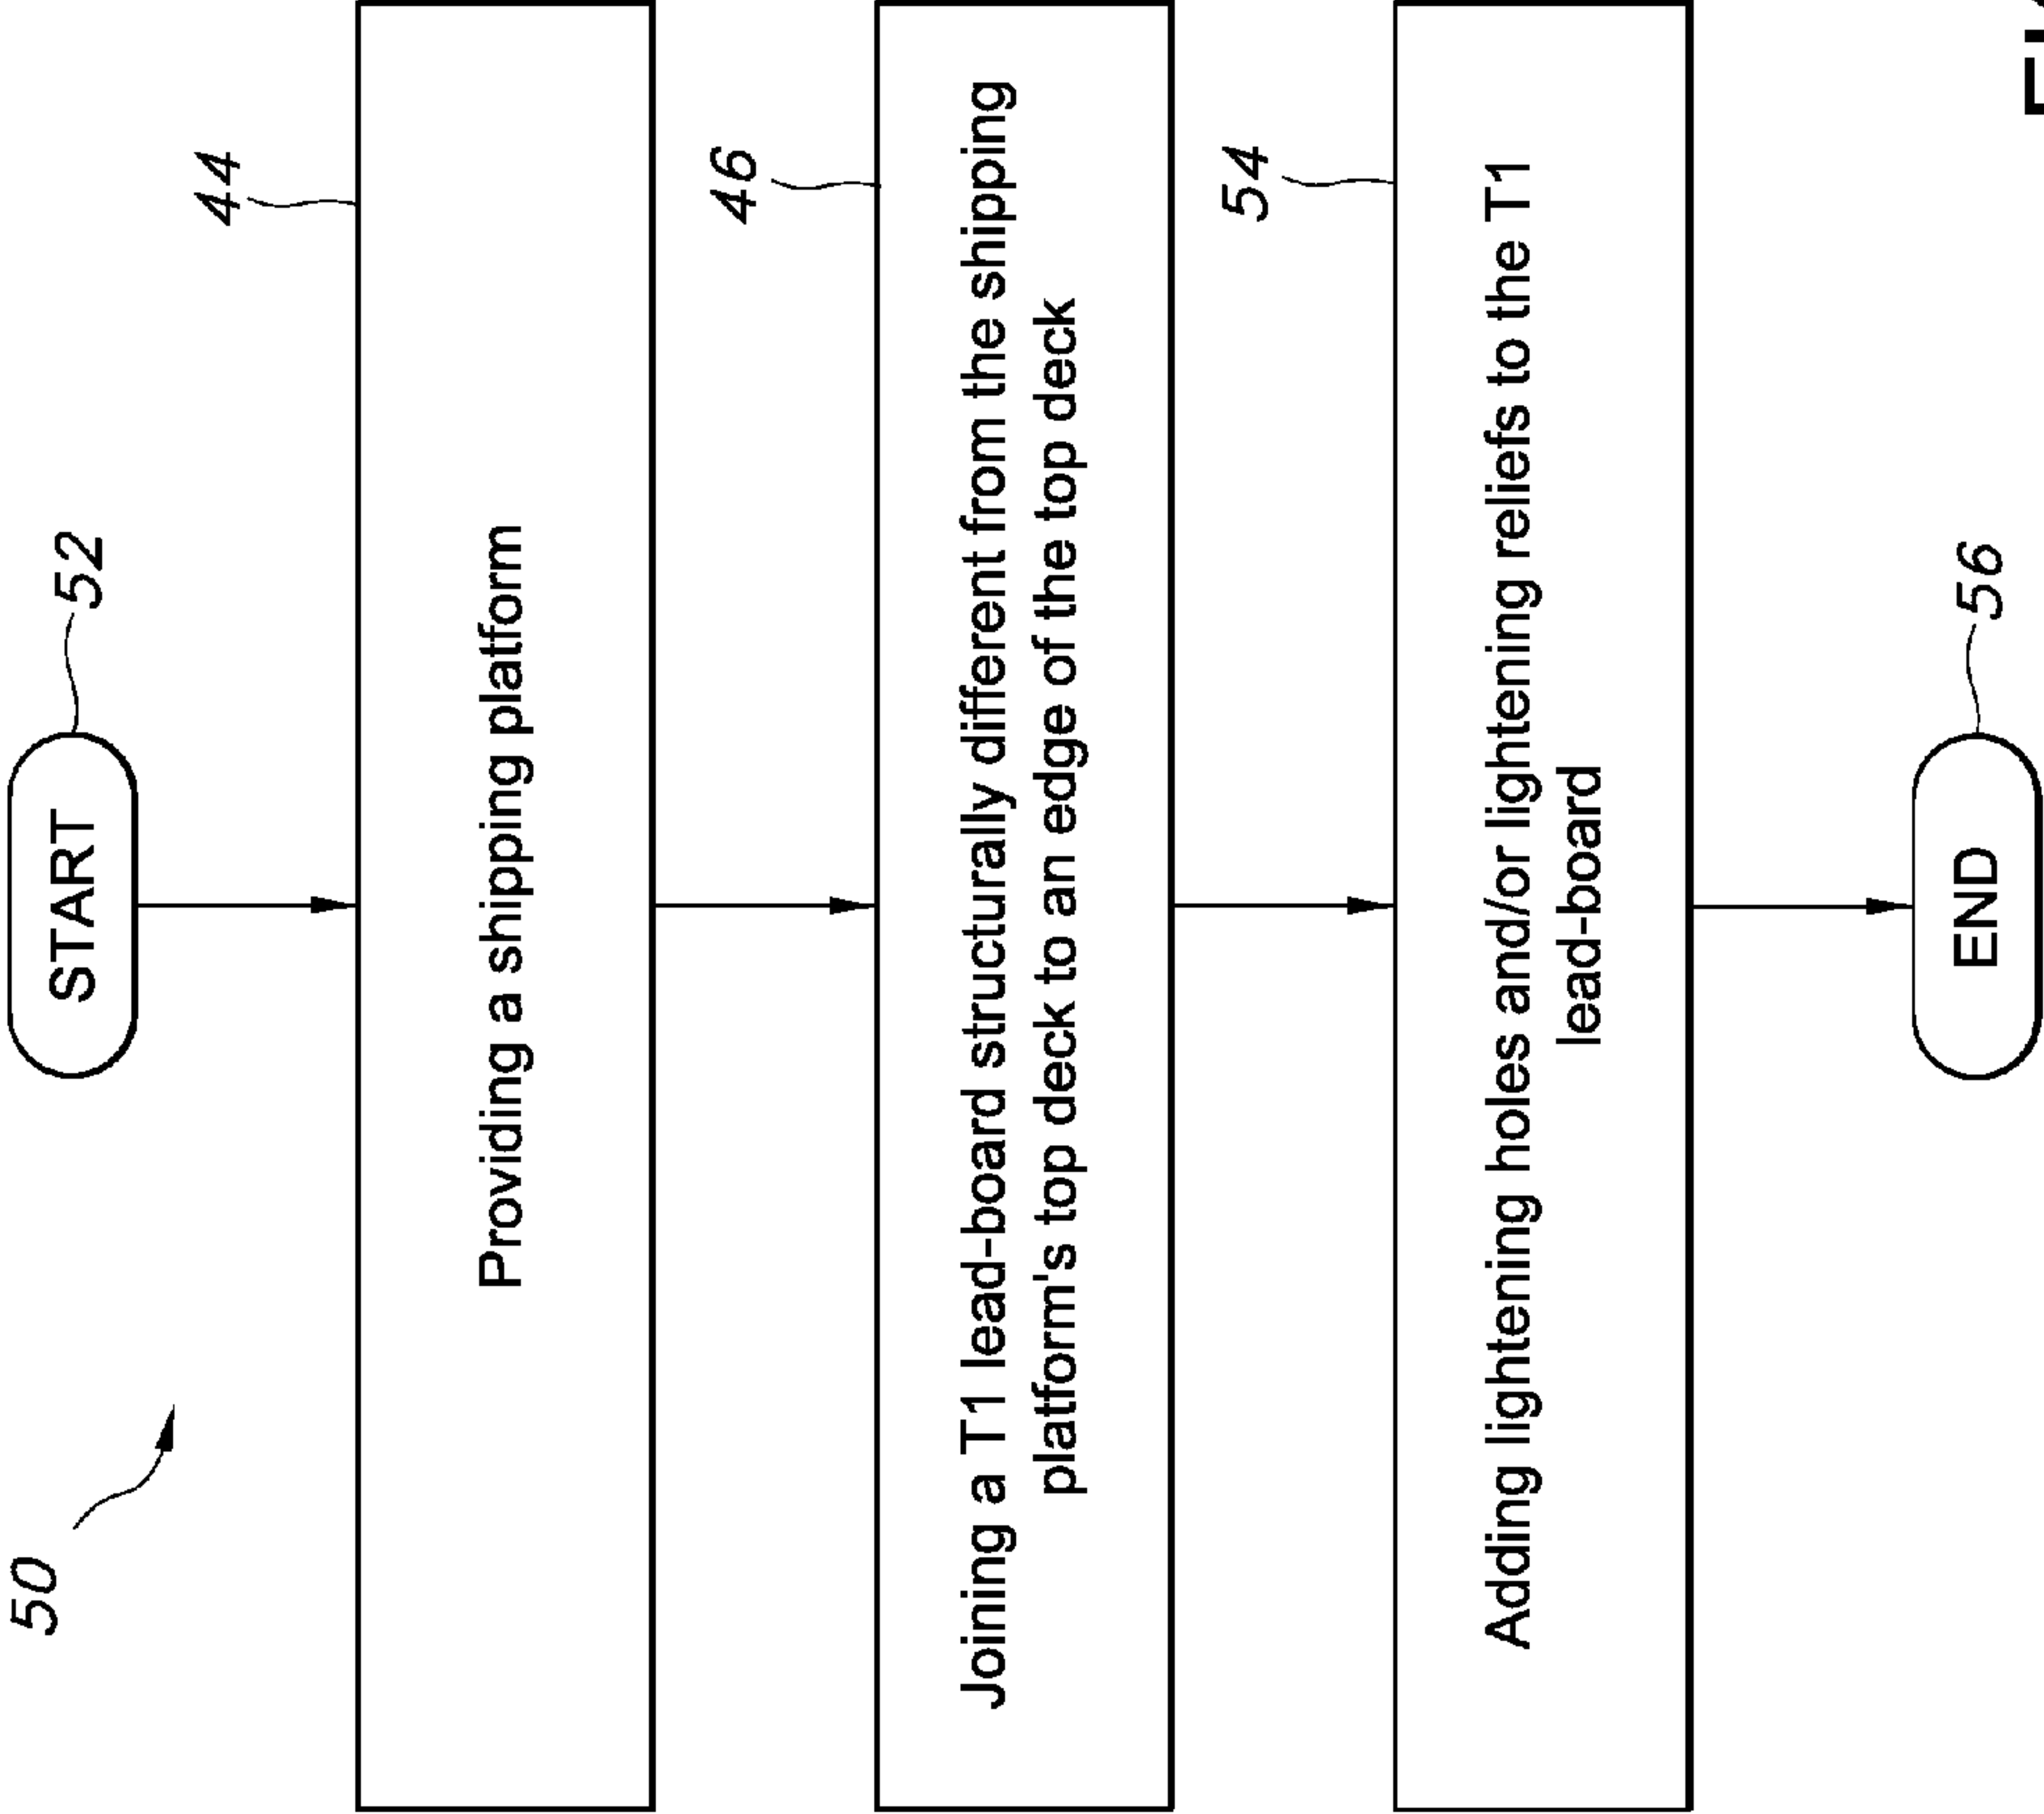 50
START
52
44
Providing a shipping platform
46
Joining a T1 lead-board structurally different from the shipping
platform's top deck to an edge of the top deck
54
Adding lightening holes and/or lightening reliefs to the T1
lead-board
END
56